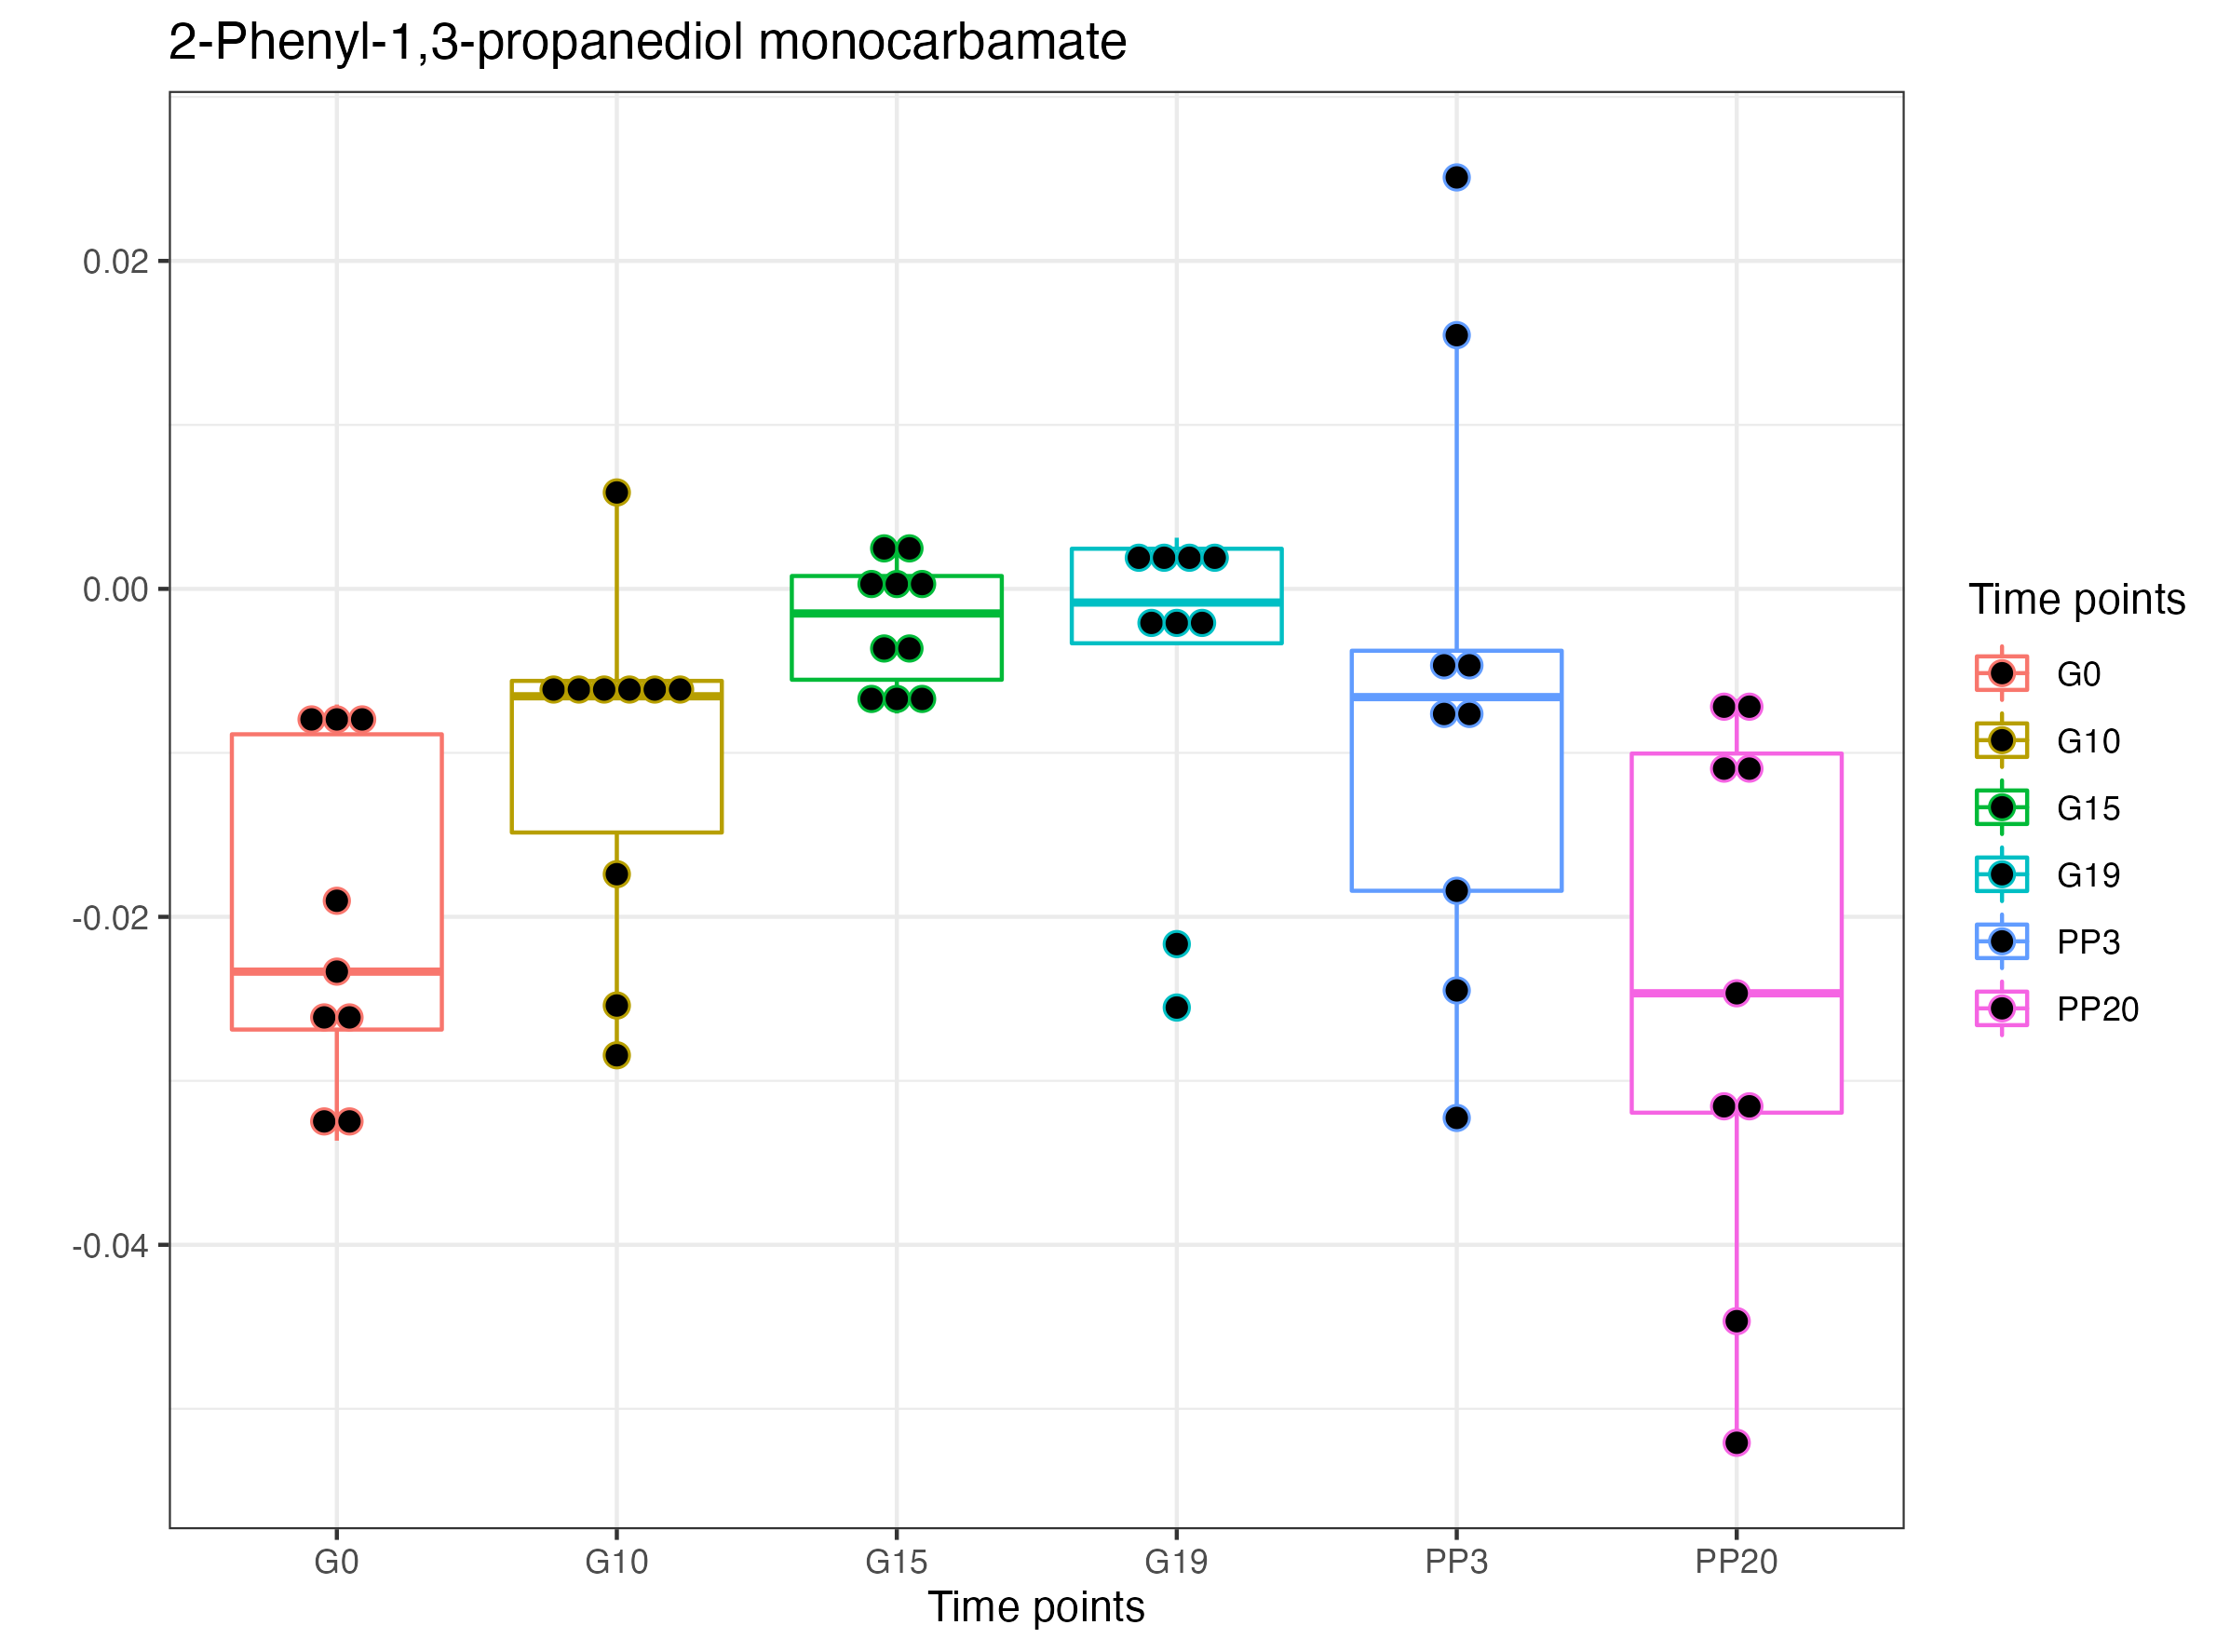 2-Phenyl-1,3-propanediol monocarbamate
0.02
0.00
-0.02
-0.04
G0
G10
G15
G19
PP3
PP20
Time points
Time points
G0
G10
G15
G19
PP3
PP20